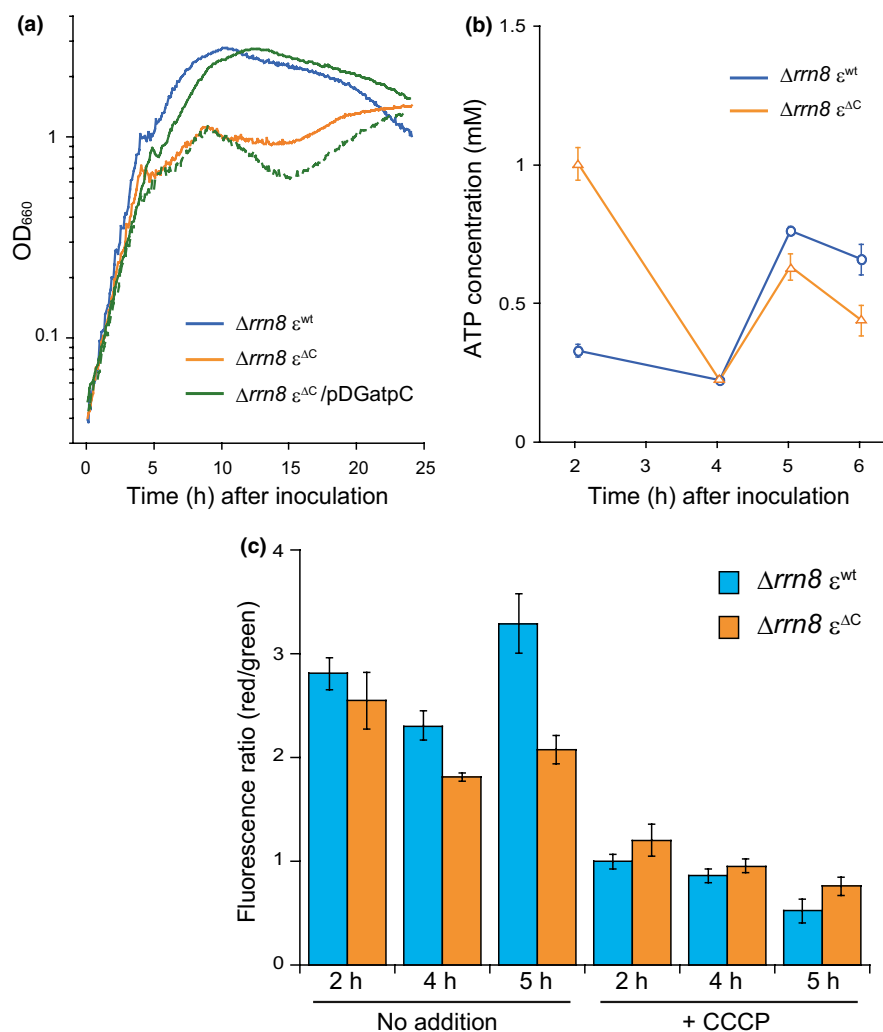 (a)
OD₆₆₀
1
0.1
Δrrn8 εʷᵗ
Δrrn8 ε^ΔC
Δrrn8 ε^ΔC/pDGatpC
0 5 10 15 20 25
Time (h) after inoculation
(b)
ATP concentration (mM)
1.5
1
0.5
0
Δrrn8 εʷᵗ
Δrrn8 ε^ΔC
2 3 4 5 6
Time (h) after inoculation
(c)
Fluorescence ratio (red/green)
4
3
2
1
0
Δrrn8 εʷᵗ
Δrrn8 ε^ΔC
2 h 4 h 5 h 2 h 4 h 5 h
No addition + CCCP